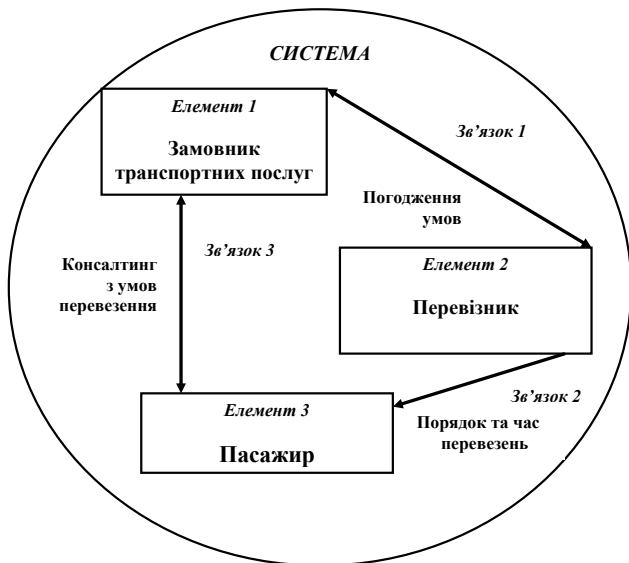 СИСТЕМА
Елемент 1
Замовник
транспортних послуг
Зв’язок 1
Погодження
умов
Зв’язок 3
Консалтинг
з умов
перевезення
Елемент 2
Перевізник
Зв’язок 2
Порядок та час
перевезень
Елемент 3
Пасажир